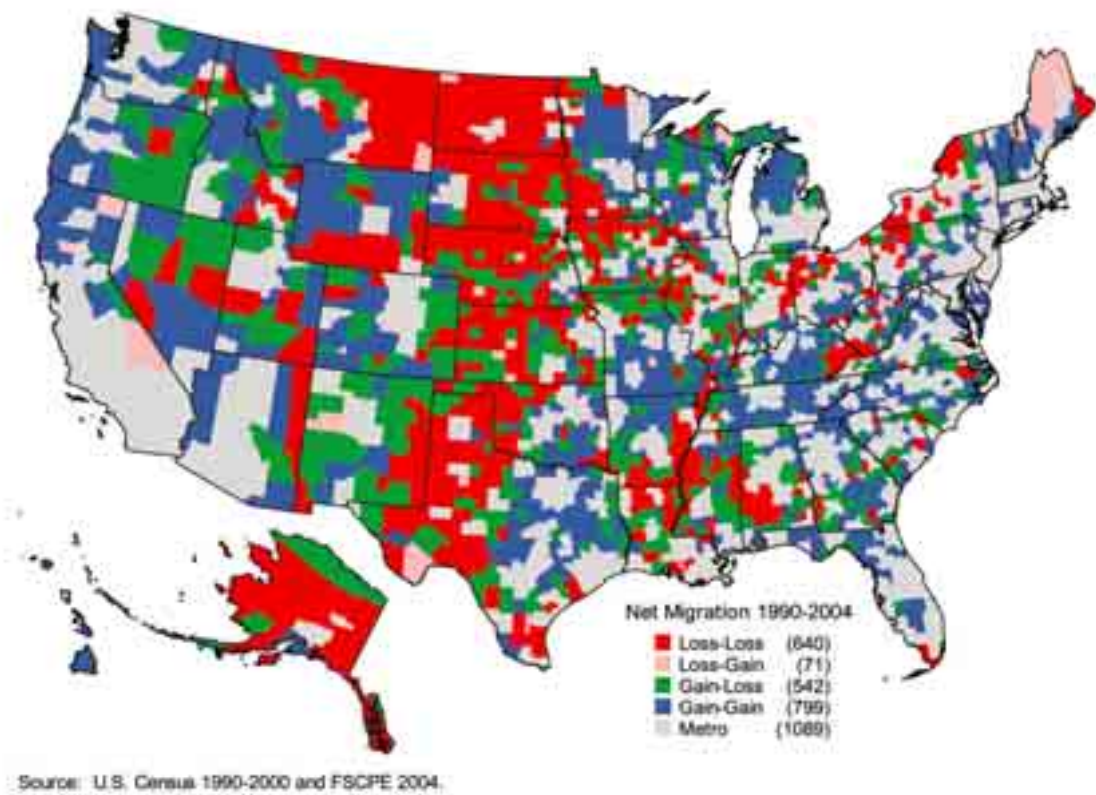 Net Migration 1990-2004
Loss-Loss (640)
Loss-Gain (71)
Gain-Loss (542)
Gain-Gain (799)
Metro (1089)
Source: U.S. Census 1990-2000 and FSCPE 2004.